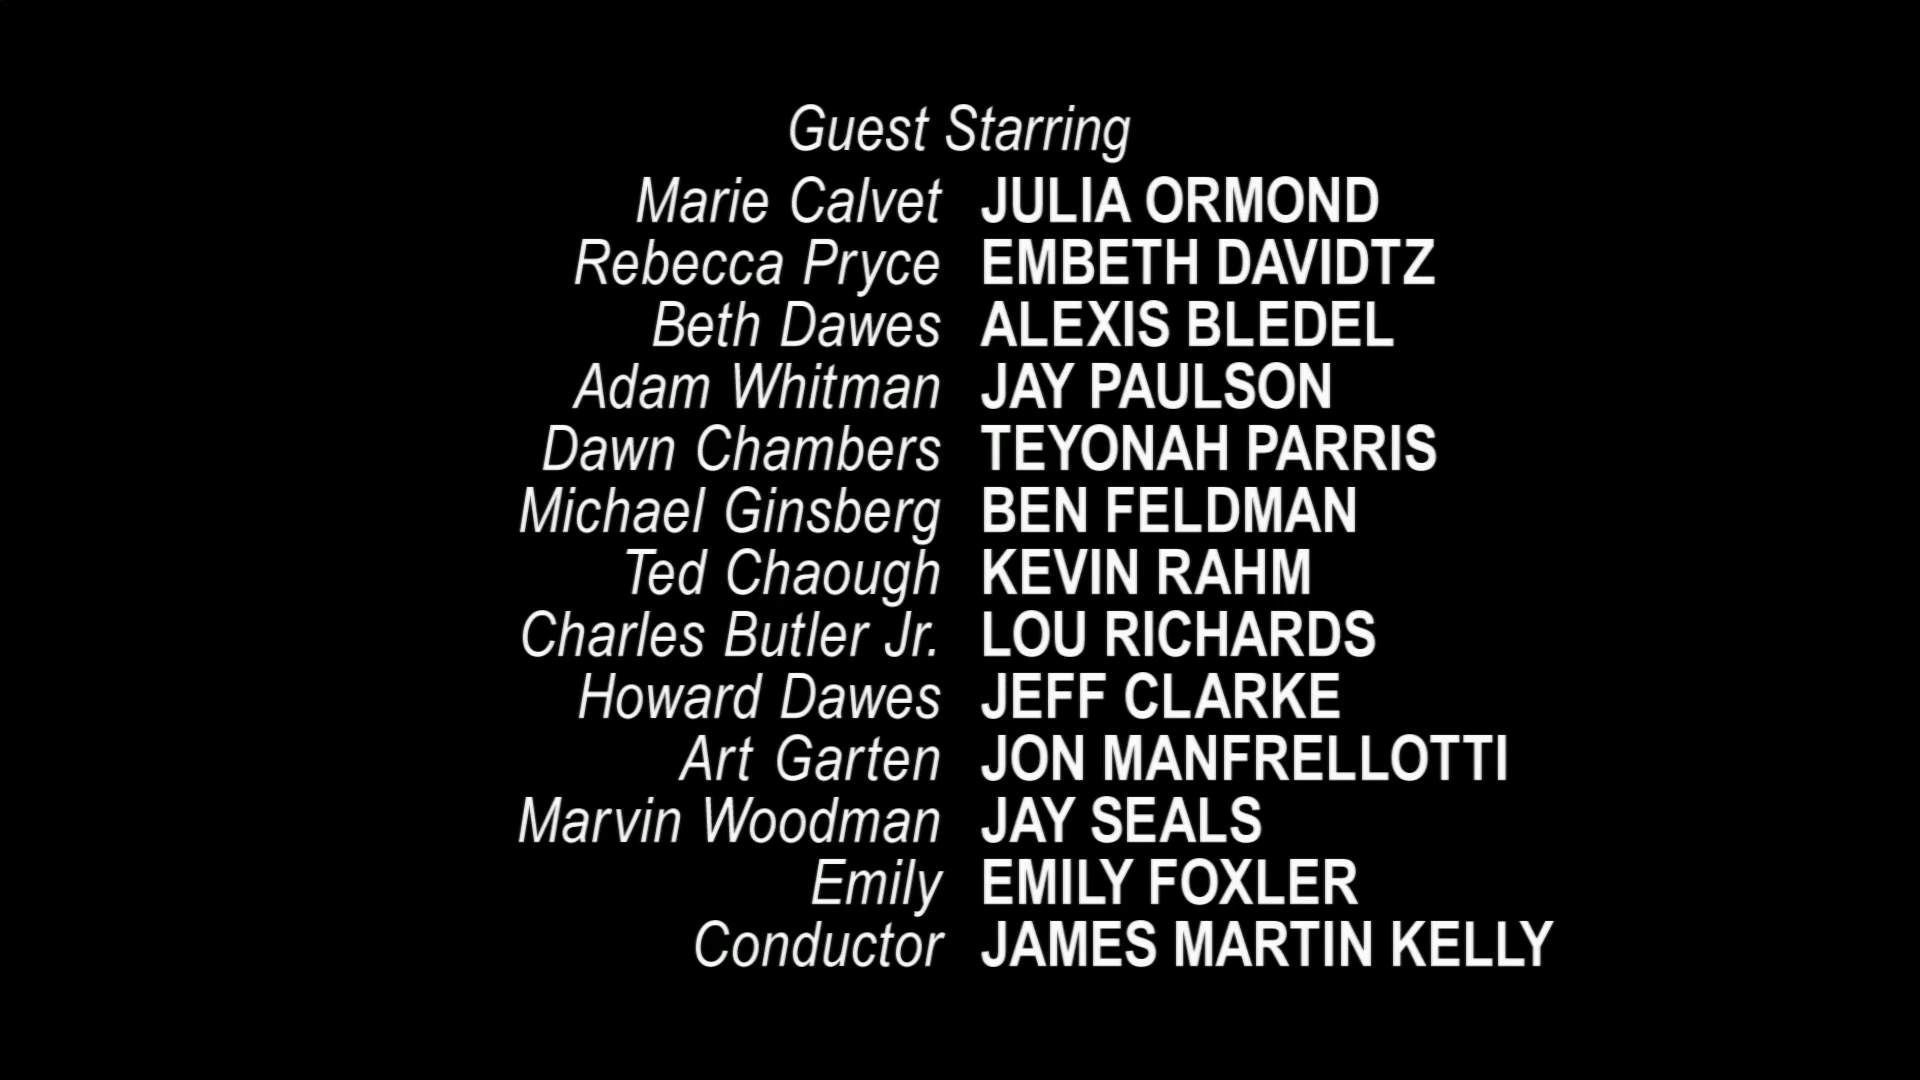 Guest Starring
Marie Calvet JULIA ORMOND
Rebecca Pryce EMBETH DAVIDTZ
Beth Dawes ALEXIS BLEDEL
Adam Whitman JAY PAULSON
Dawn Chambers TEYONAH PARRIS
Michael Ginsberg BEN FELDMAN
Ted Chaough KEVIN RAHM
Charles Butler Jr. LOU RICHARDS
Howard Dawes JEFF CLARKE
Art Garten JON MANFRELLOTTI
Marvin Woodman JAY SEALS
Emily EMILY FOXLER
Conductor JAMES MARTIN KELLY